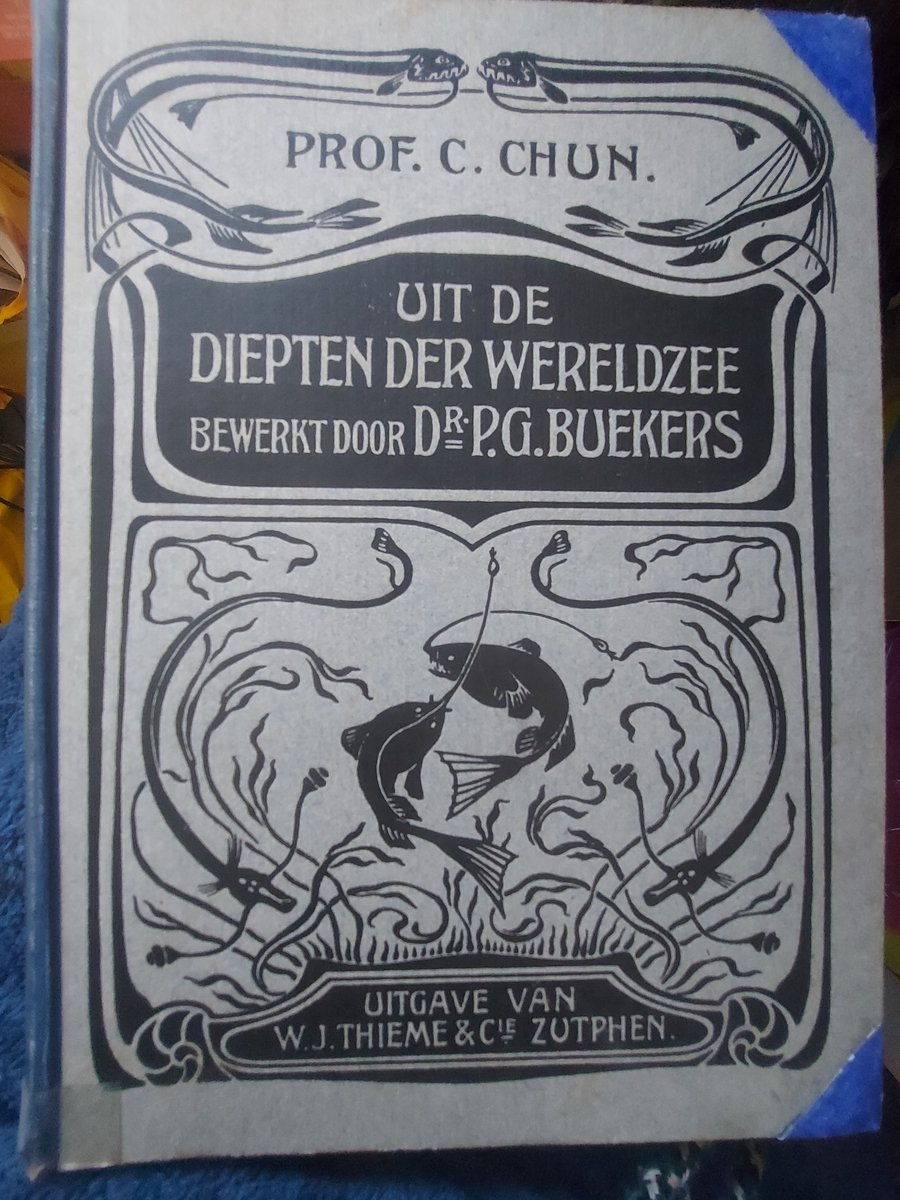 PROF. C. CHUN.
UIT DE
DIEPTEN DER WERELDZEE
BEWERKT DOOR DR. P.G. BUEKERS
UITGAVE VAN
W.J. THIEME & CIE ZUTPHEN.